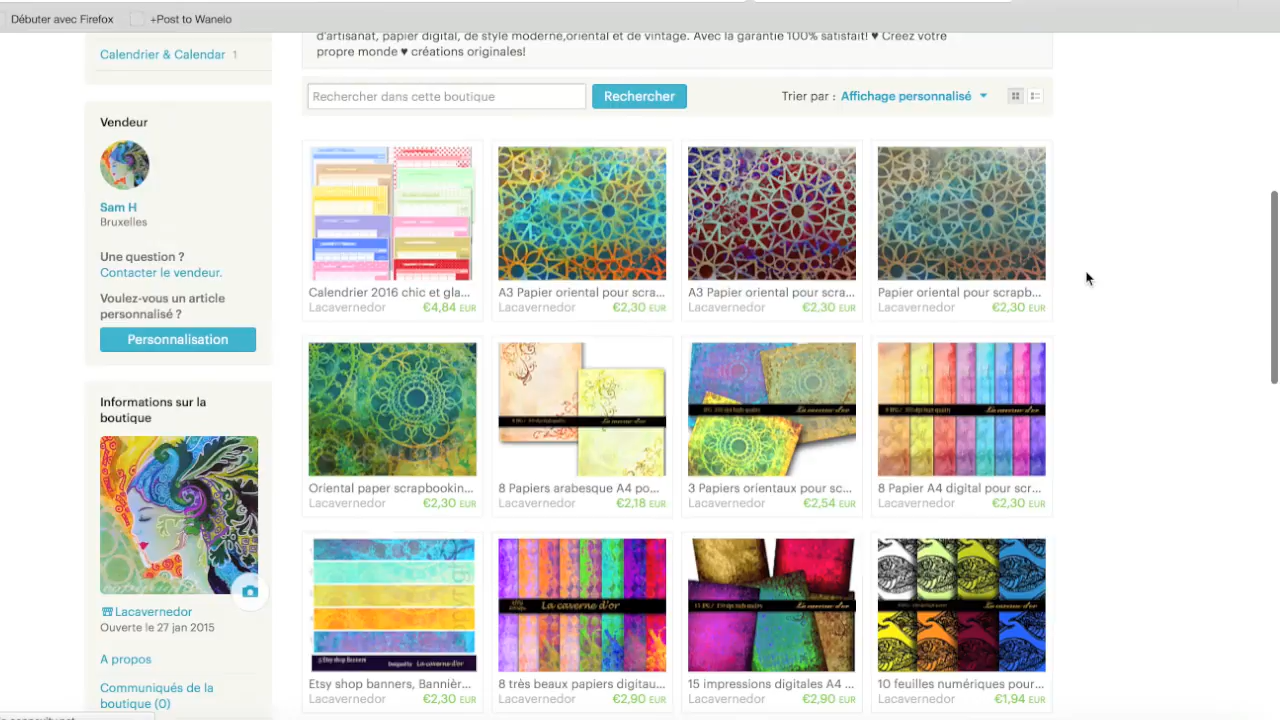 Débuter avec Firefox
+Post to Wanelo
d'artisanat, papier digital, de style moderne,oriental et de vintage. Avec la garantie 100% satisfait! ♥ Créez votre
propre monde ♥ créations originales!
Calendrier & Calendar 1
Rechercher dans cette boutique
Rechercher
Trier par : Affichage personnalisé
Vendeur
Sam H
Bruxelles
Une question ?
Contacter le vendeur.
Voulez-vous un article
personnalisé ?
Personnalisation
Informations sur la
boutique
Lacavernedor
Ouverte le 27 jan 2015
A propos
Communiqués de la
boutique (0)
Calendrier 2016 chic et gla...
Lacavernedor €4,84 EUR
A3 Papier oriental pour scra...
Lacavernedor €2,30 EUR
A3 Papier oriental pour scra...
Lacavernedor €2,30 EUR
Papier oriental pour scrapb...
Lacavernedor €2,30 EUR
Oriental paper scrapbookin...
Lacavernedor €2,30 EUR
8 Papiers arabesque A4 po...
Lacavernedor €2,18 EUR
3 Papiers orientaux pour sc...
Lacavernedor €2,54 EUR
8 Papier A4 digital pour scr...
Lacavernedor €2,30 EUR
La caverne d'or
Etsy shop banners, Bannièr...
Lacavernedor €2,30 EUR
La caverne d'or
8 très beaux papiers digitau...
Lacavernedor €2,90 EUR
La caverne d'or
15 impressions digitales A4 ...
Lacavernedor €2,90 EUR
La caverne d'or
10 feuilles numériques pour...
Lacavernedor €1,94 EUR